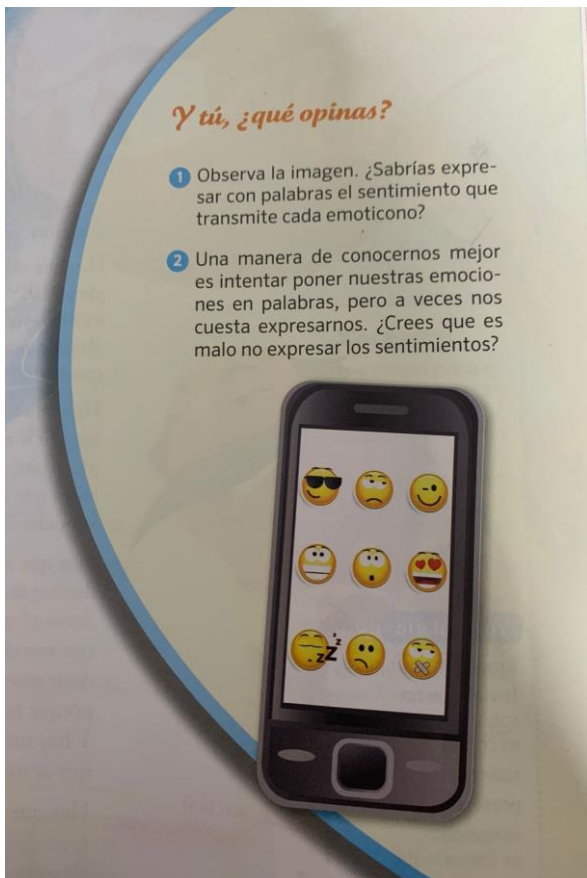 Y tú, ¿qué opinas?
1 Observa la imagen. ¿Sabrías expre-
sar con palabras el sentimiento que
transmite cada emoticono?
2 Una manera de conocernos mejor
es intentar poner nuestras emocio-
nes en palabras, pero a veces nos
cuesta expresarnos. ¿Crees que es
malo no expresar los sentimientos?
zZz